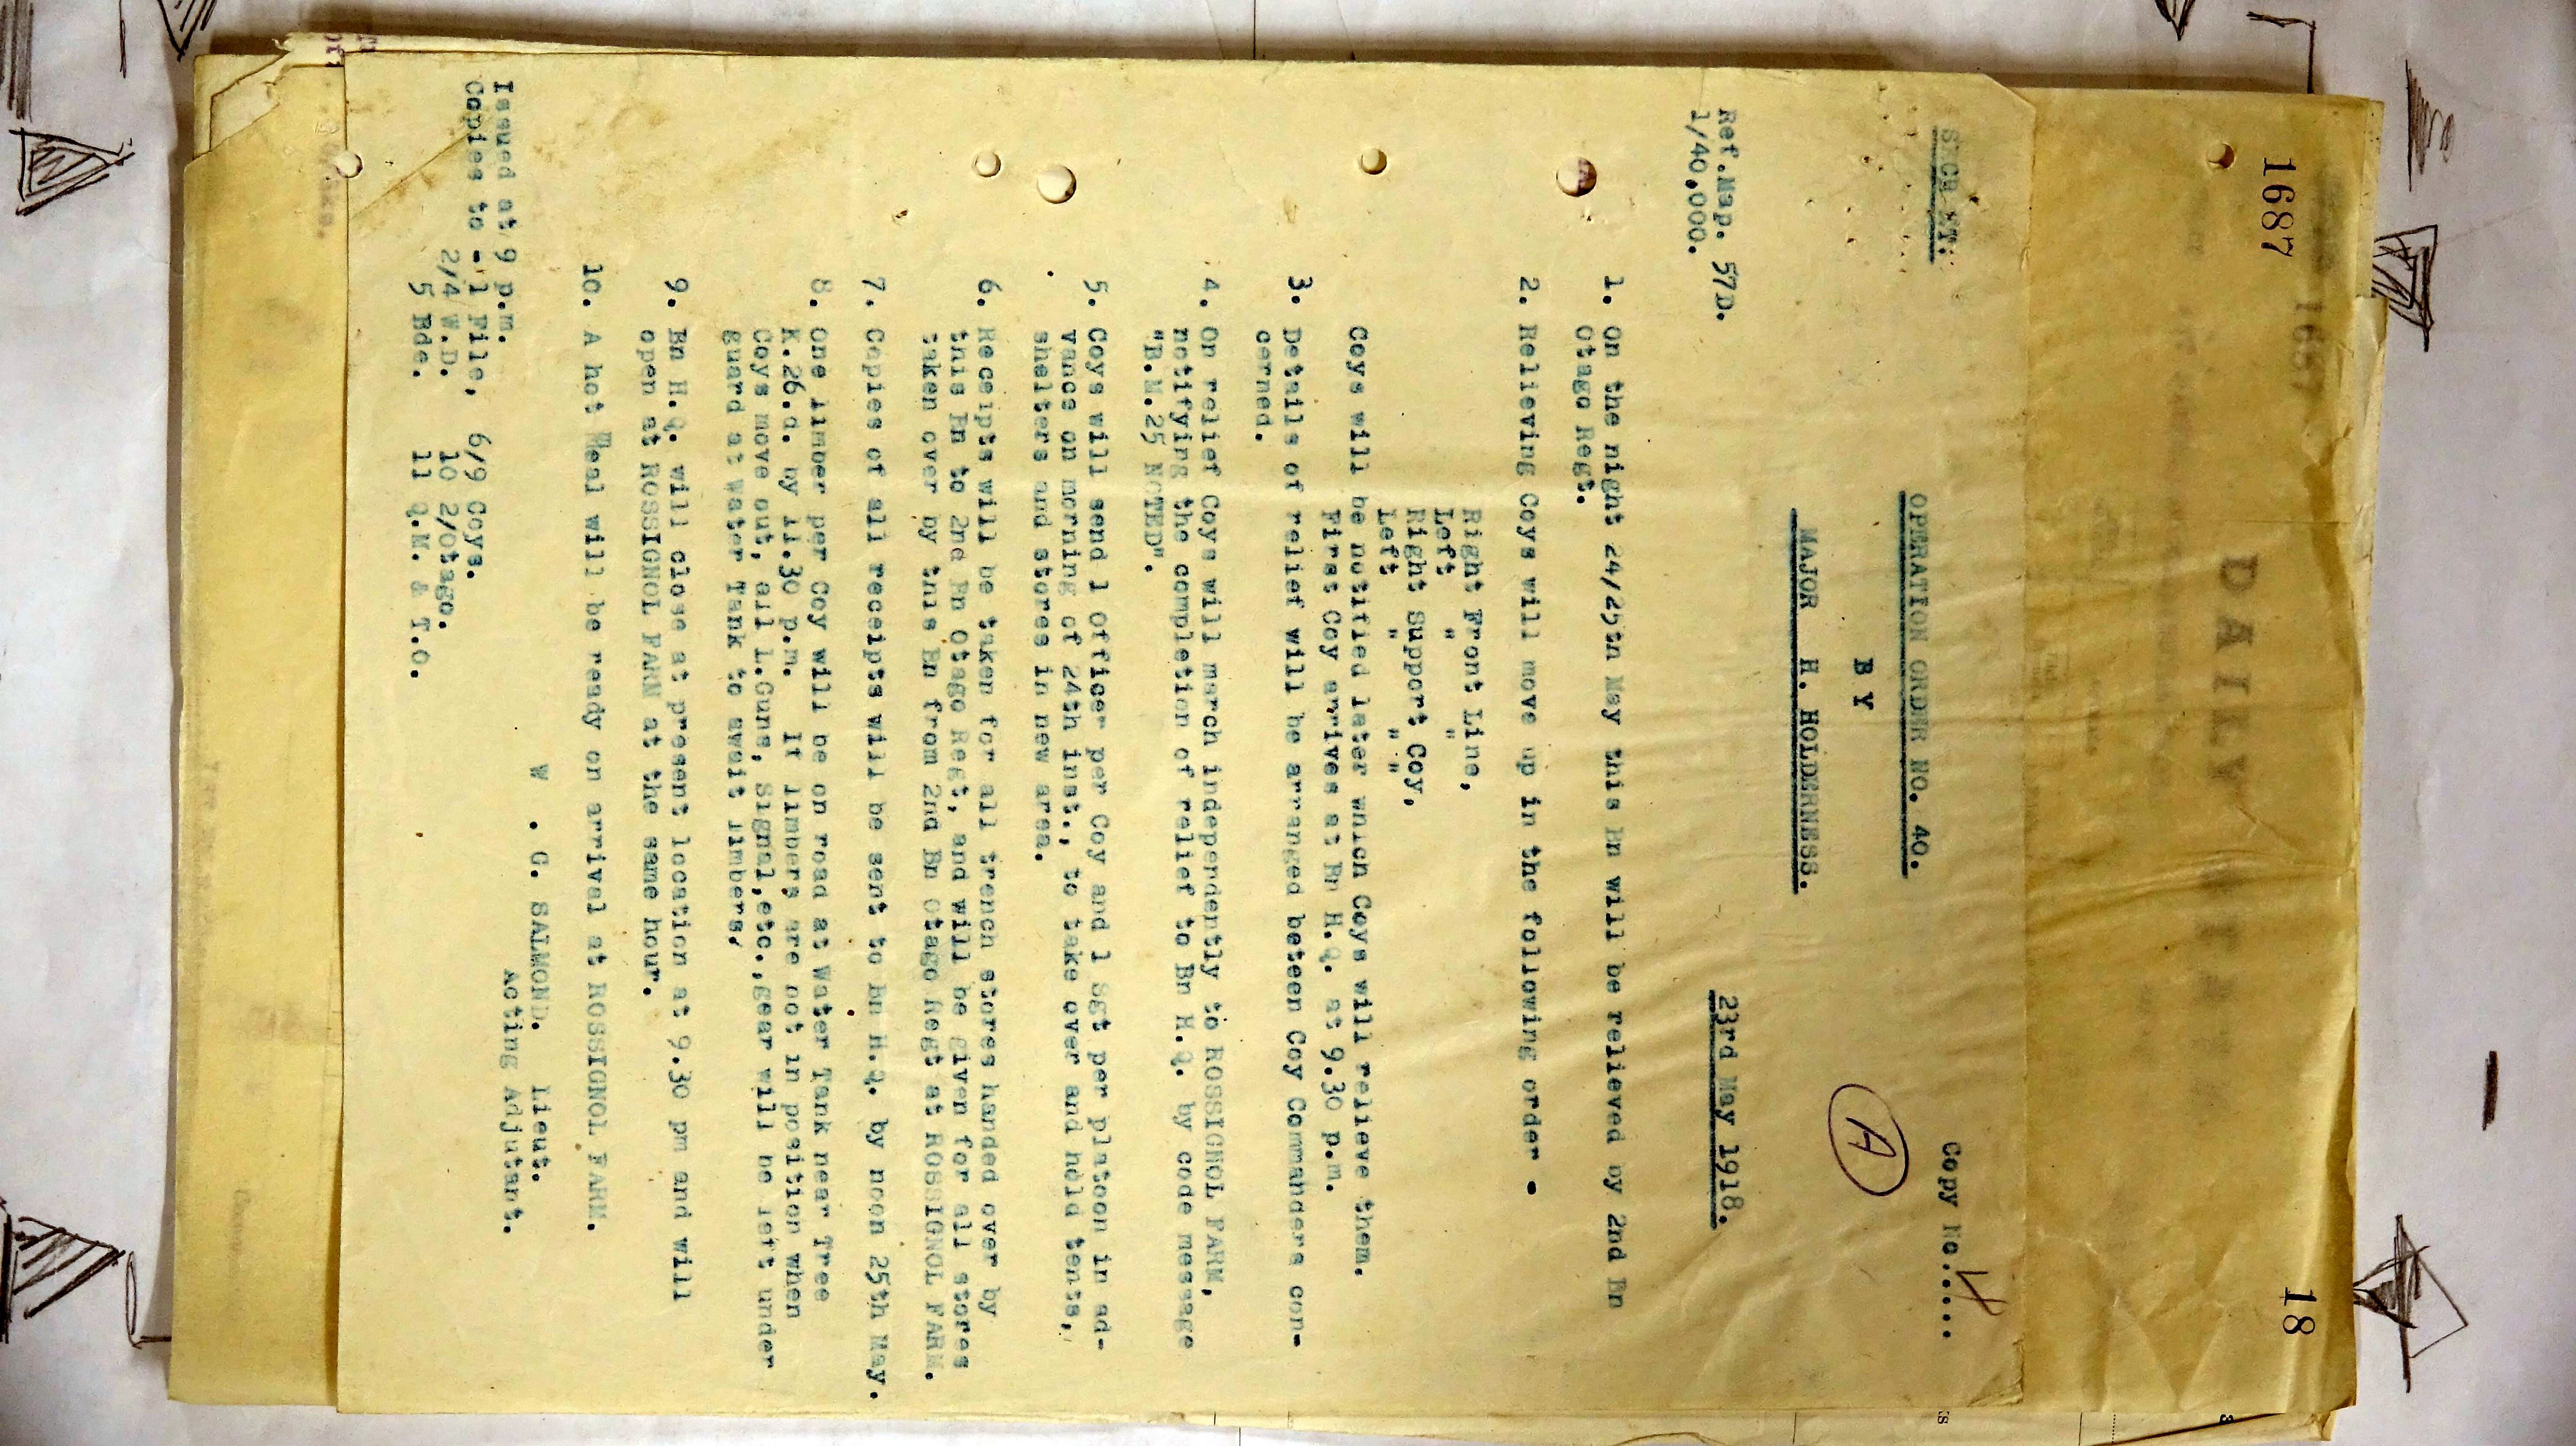 1687
18
DAILY
SECRET.
Copy No......
4
OPERATION ORDER NO. 40.
BY
A
MAJOR H. HOLDERNESS.
Ref.Map. 57D.
1/40,000.
23rd May 1918.
1. On the night 24/25th May this Bn will be relieved by 2nd Bn
Otago Regt.
2. Relieving Coys will move up in the following order -
Right Front Line,
Left " "
Right Support Coy,
Left " "
Coys will be notified later which Coys will relieve them.
First Coy arrives at Bn H.Q. at 9.30 p.m.
3. Details of relief will be arranged beteen Coy Commanders con-
cerned.
4. On relief Coys will march independently to ROSSIGNOL FARM,
notifying the completion of relief to Bn H.Q. by code message
"B.M.25 NOTED".
5. Coys will send 1 Officer per Coy and 1 Sgt per platoon in ad-
vance on morning of 24th inst., to take over and hold tents,
shelters and stores in new area.
6. Receipts will be taken for all trench stores handed over by
this Bn to 2nd Bn Otago Regt, and will be given for all stores
taken over by this Bn from 2nd Bn Otago Regt at ROSSIGNOL FARM.
7. Copies of all receipts will be sent to Bn H.Q. by noon 25th May.
8. One limber per Coy will be on road at Water Tank near Tree
K.26.d. by 11.30 p.m. If limbers are not in position when
Coys move out, all L.Guns, Signal,etc.,gear will be left under
guard at Water Tank to await limbers,
9. Bn H.Q. will close at present location at 9.30 pm and will
open at ROSSIGNOL FARM at the same hour.
10. A hot Meal will be ready on arrival at ROSSIGNOL FARM.
W . G. SALMOND. Lieut.
Acting Adjutant.
Issued at 9 p.m.
Copies to - 1 File, 6/9 Coys.
2/4 W.D. 10 2/Otago.
5 Bde. 11 Q.M. & T.O.